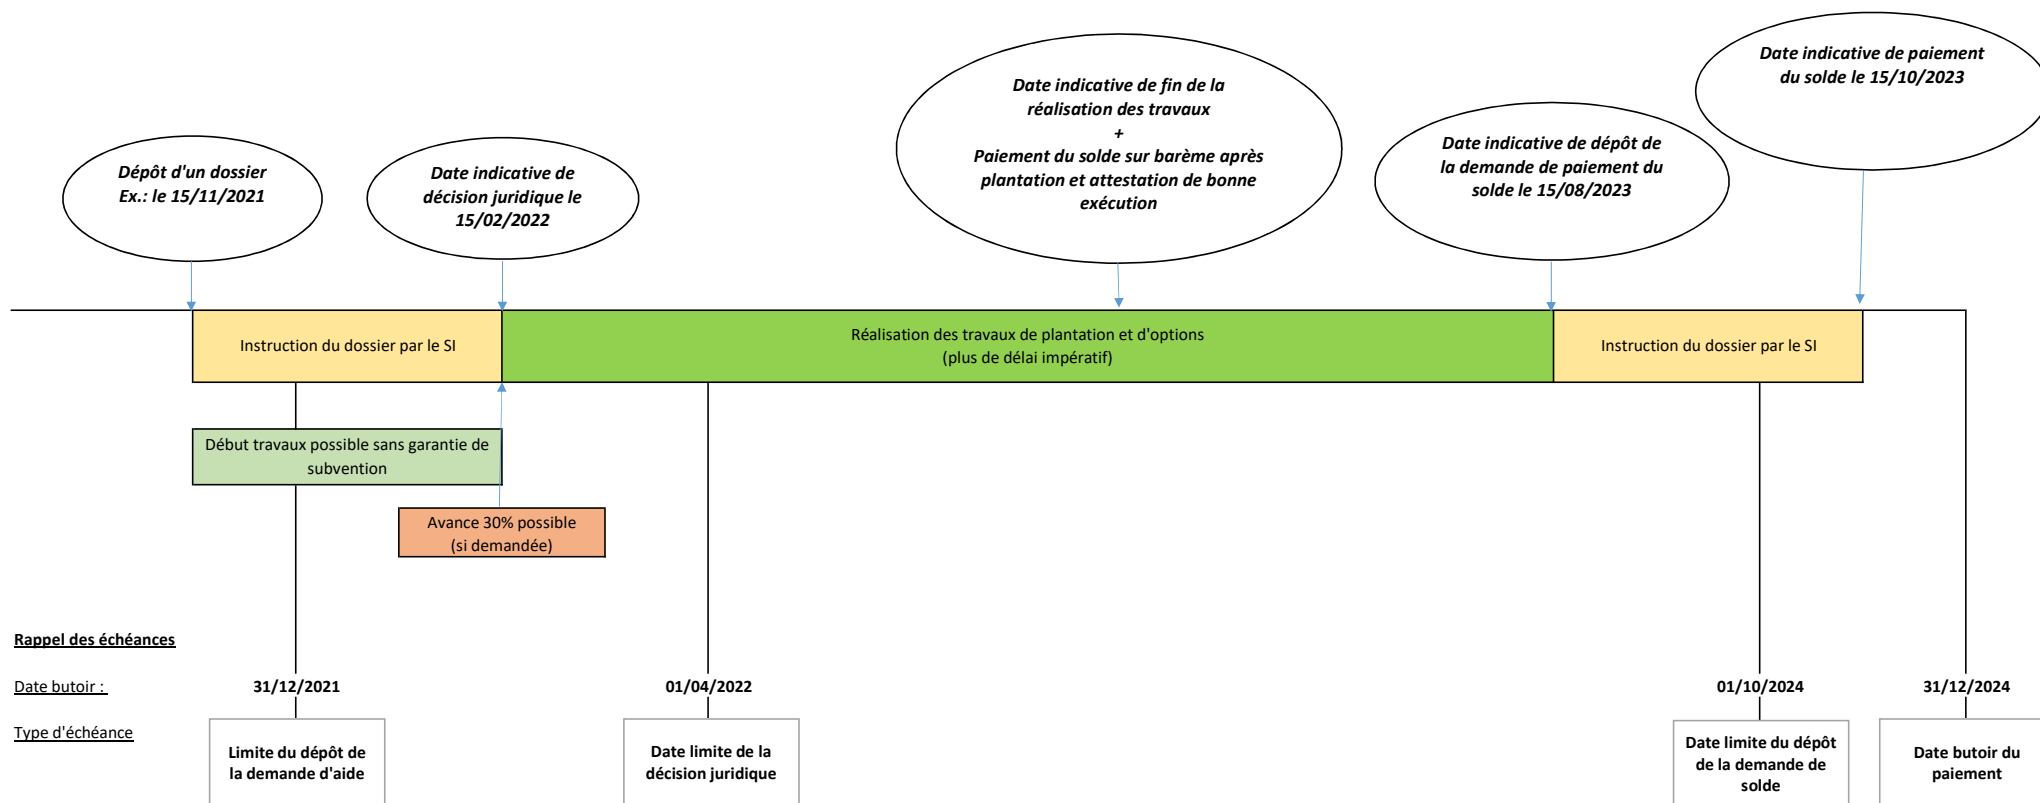 Date indicative de paiement
du solde le 15/10/2023
Date indicative de fin de la
réalisation des travaux
+
Paiement du solde sur barème après
plantation et attestation de bonne
exécution
Date indicative de dépôt de
la demande de paiement du
solde le 15/08/2023
Dépôt d'un dossier
Ex.: le 15/11/2021
Date indicative de
décision juridique le
15/02/2022
Instruction du dossier par le SI
Réalisation des travaux de plantation et d'options
(plus de délai impératif)
Instruction du dossier par le SI
Début travaux possible sans garantie de
subvention
Avance 30% possible
(si demandée)
Rappel des échéances
Date butoir :
31/12/2021
01/04/2022
01/10/2024
31/12/2024
Type d'échéance
Limite du dépôt de
la demande d'aide
Date limite de la
décision juridique
Date limite du dépôt
de la demande de
solde
Date butoir du
paiement